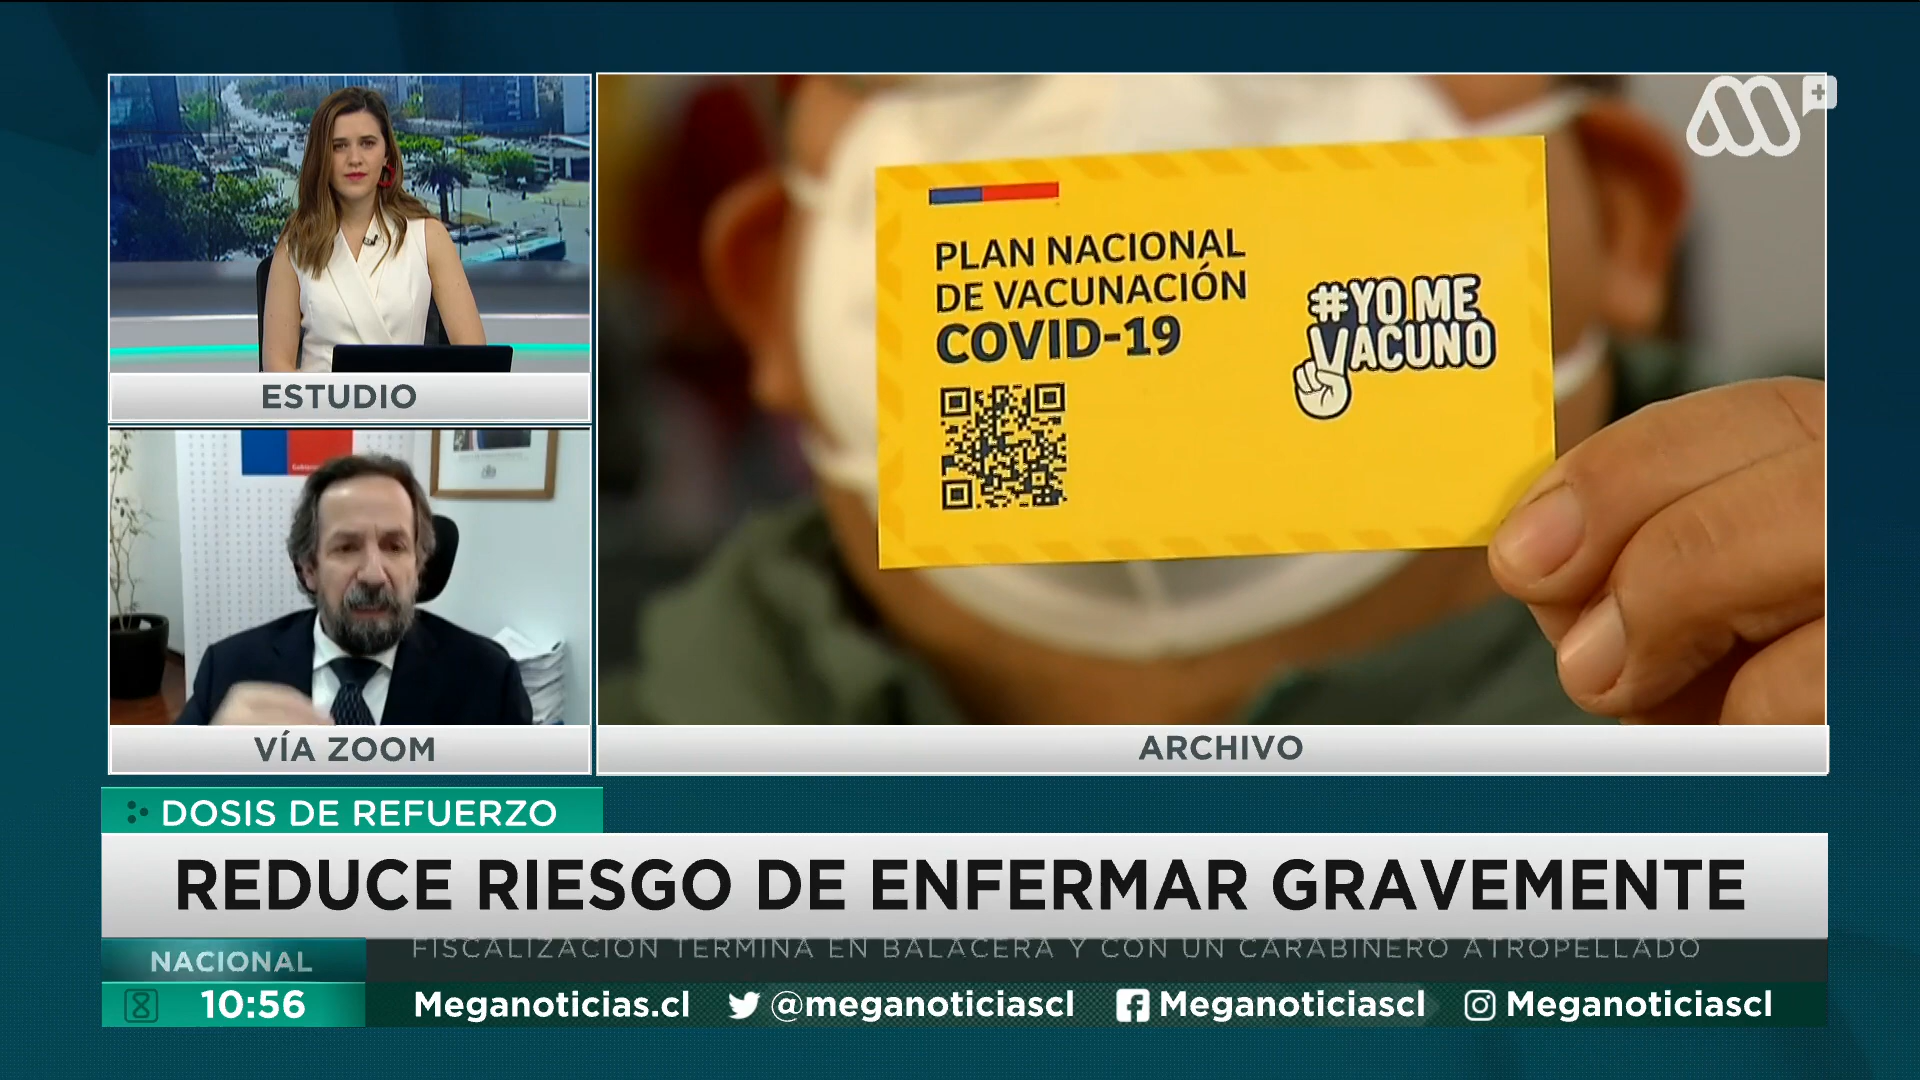 ESTUDIO
VÍA ZOOM
PLAN NACIONAL
DE VACUNACIÓN
COVID-19
#YO ME
VACUNO
ARCHIVO
DOSIS DE REFUERZO
REDUCE RIESGO DE ENFERMAR GRAVEMENTE
NACIONAL
FISCALIZACIÓN TERMINA EN BALACERA Y CON UN CARABINERO ATROPELLADO
10:56
Meganoticias.cl @meganoticiascl Meganoticiascl Meganoticiascl